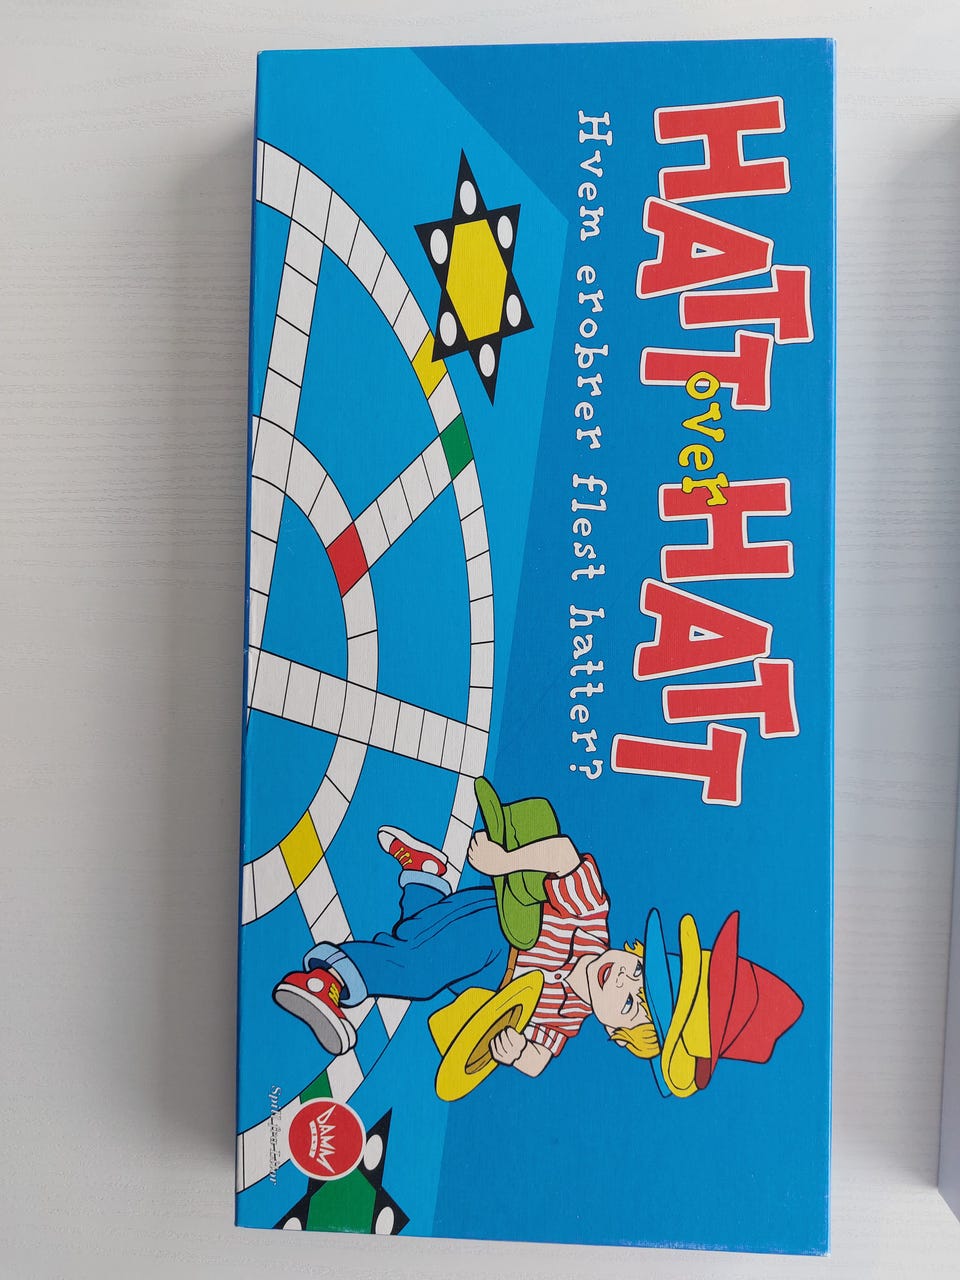 HATT over HATT
Hvem erobrer flest hatter?
DAMM